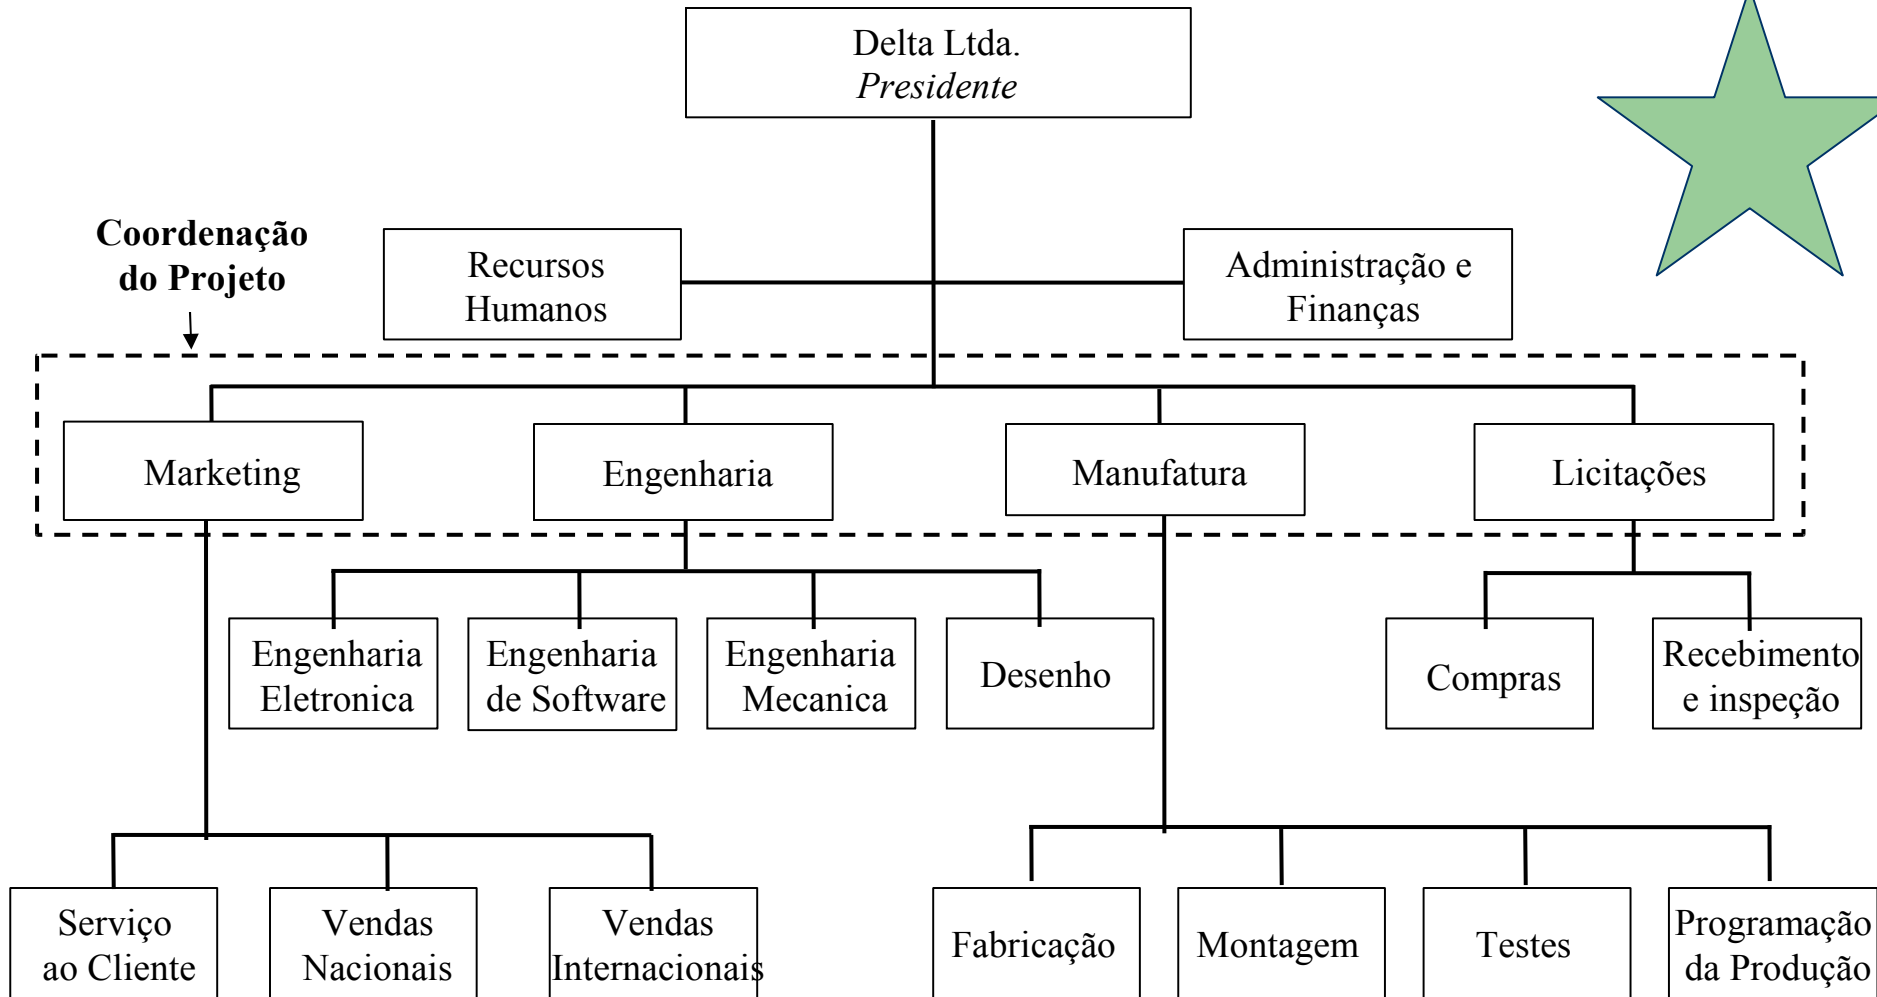 Delta Ltda.
Presidente
Coordenação
do Projeto
Recursos
Humanos
Administração e
Finanças
Marketing
Engenharia
Manufatura
Licitações
Engenharia
Eletronica
Engenharia
de Software
Engenharia
Mecanica
Desenho
Compras
Recebimento
e inspeção
Serviço
ao Cliente
Vendas
Nacionais
Vendas
Internacionais
Fabricação
Montagem
Testes
Programação
da Produção